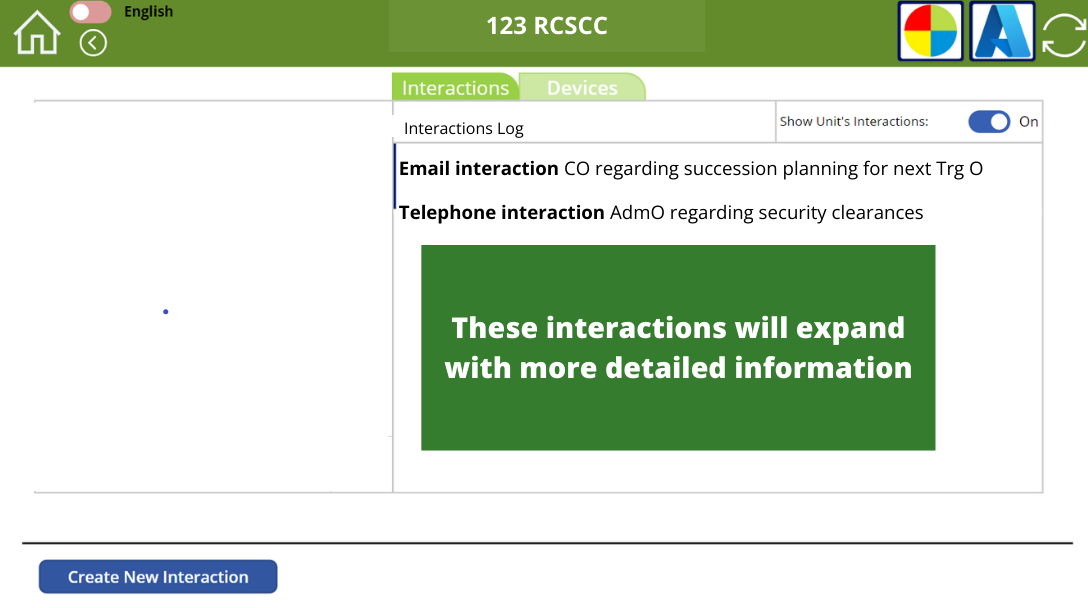 English
123 RCSCC
Interactions
Devices
Interactions Log
Show Unit's Interactions:
On
Email interaction CO regarding succession planning for next Trg O
Telephone interaction AdmO regarding security clearances
These interactions will expand
with more detailed information
Create New Interaction